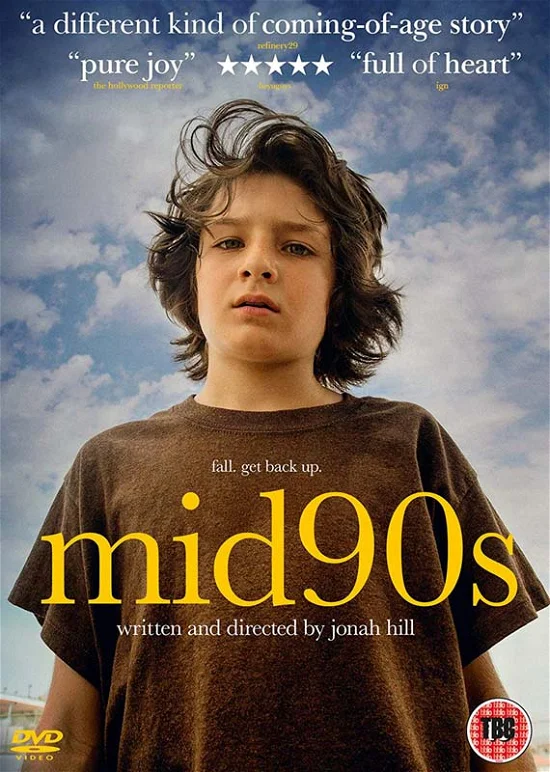 “a different kind of coming-of-age story”
refinery29
“pure joy” ★★★★★ “full of heart”
the hollywood reporter heyuguys ign
fall. get back up.
mid90s
written and directed by jonah hill
DVD
VIDEO
TBC